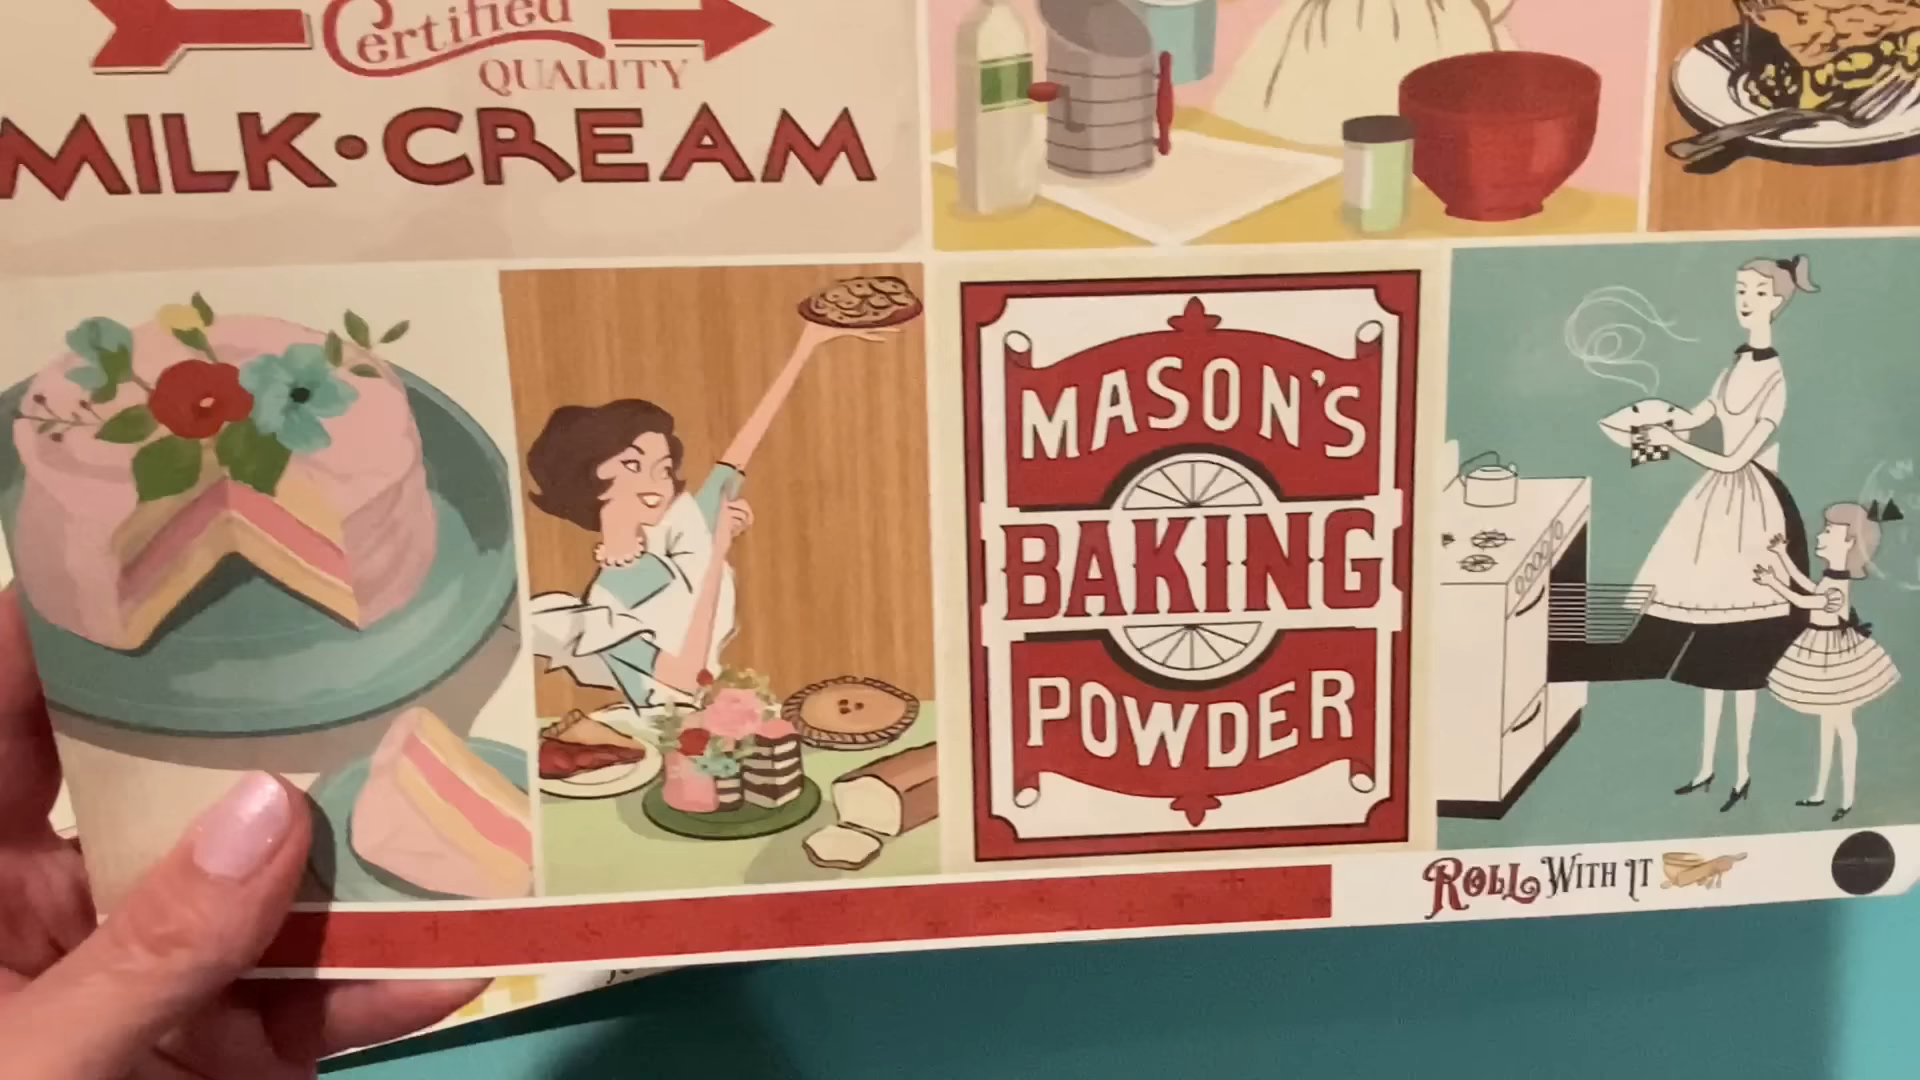 Certified
QUALITY
MILK•CREAM
MASON'S
BAKING
POWDER
ROLL WITH IT